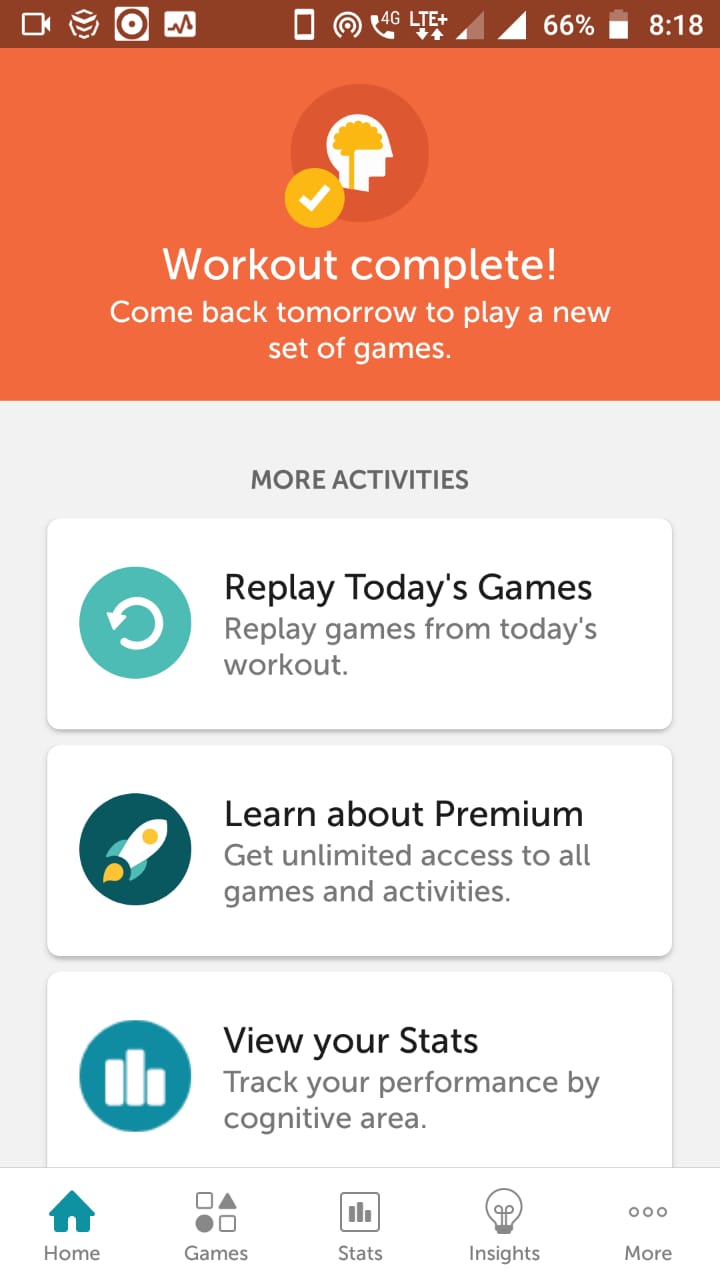 4G LTE+ 66% 8:18
Workout complete!
Come back tomorrow to play a new
set of games.
MORE ACTIVITIES
Replay Today's Games
Replay games from today's
workout.
Learn about Premium
Get unlimited access to all
games and activities.
View your Stats
Track your performance by
cognitive area.
Home Games Stats Insights More